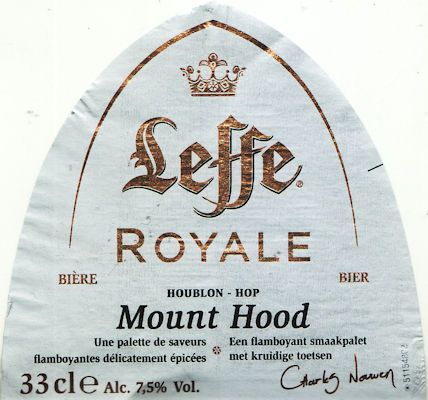 Leffe®
ROYALE
BIÈRE BIER
HOUBLON - HOP
Mount Hood
Une palette de saveurs
flamboyantes délicatement épicées
Een flamboyant smaakpalet
met kruidige toetsen
33 cl e Alc. 7,5% Vol.
Charles Nouwen